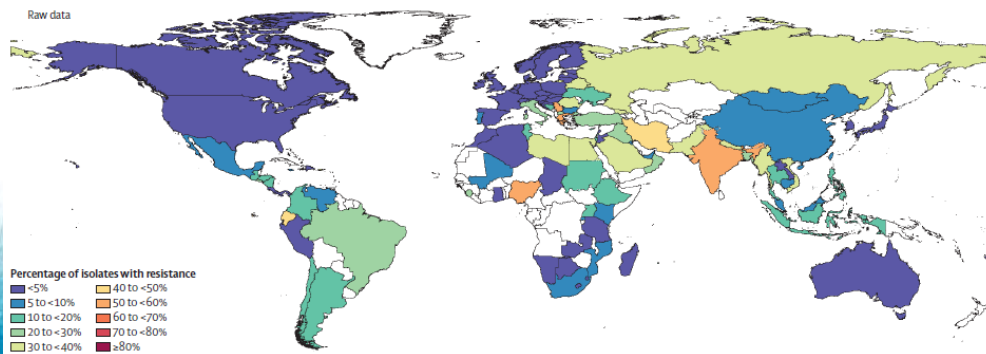 Raw data
Percentage of isolates with resistance
<5%
5 to <10%
10 to <20%
20 to <30%
30 to <40%
40 to <50%
50 to <60%
60 to <70%
70 to <80%
≥80%